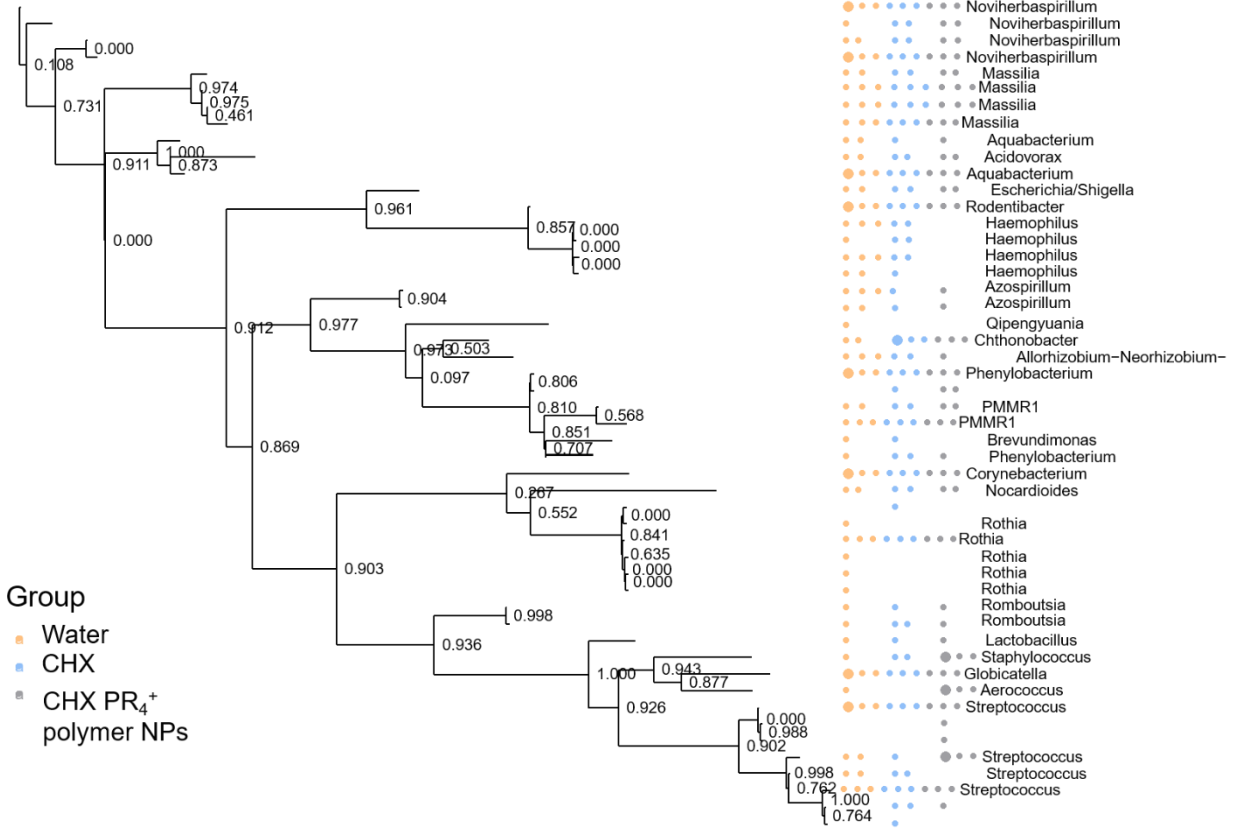 Noviherbaspirillum
Noviherbaspirillum
0.000
Noviherbaspirillum
0.108
Noviherbaspirillum
Massilia
0.974
Massilia
0.975
0.731
Massilia
0.461
Massilia
Aquabacterium
1.000
0.911
0.873
Acidovorax
Aquabacterium
Escherichia/Shigella
0.961
Rodentibacter
0.857
0.000
Haemophilus
0.000
0.000
Haemophilus
0.000
Haemophilus
Haemophilus
0.904
Azospirillum
Azospirillum
0.912
0.977
Qipengyuania
0.973
0.503
Chthonobacter
Allorhizobium−Neorhizobium−
0.097
0.806
Phenylobacterium
0.810
0.568
PMMR1
PMMR1
0.851
0.869
0.707
Brevundimonas
Phenylobacterium
Corynebacterium
0.267
Nocardioides
0.552
0.000
Rothia
0.841
Rothia
0.635
Rothia
0.903
0.000
0.000
Rothia
Rothia
Group
0.998
Romboutsia
Romboutsia
Water
0.936
Lactobacillus
CHX
0.943
Staphylococcus
1.000
0.877
Globicatella
CHX PR₄⁺
polymer NPs
Aerococcus
0.926
Streptococcus
0.000
0.988
0.902
Streptococcus
0.998
Streptococcus
0.762
Streptococcus
1.000
0.764